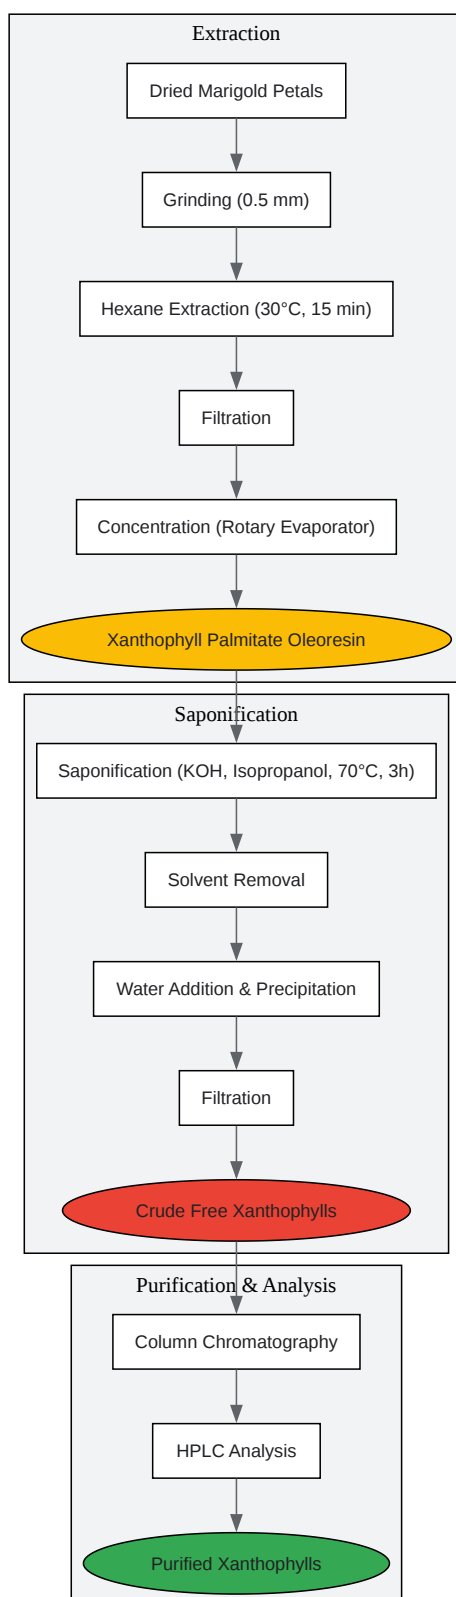 Extraction
Dried Marigold Petals
Grinding (0.5 mm)
Hexane Extraction (30°C, 15 min)
Filtration
Concentration (Rotary Evaporator)
Xanthophyll Palmitate Oleoresin
Saponification
Saponification (KOH, Isopropanol, 70°C, 3h)
Solvent Removal
Water Addition & Precipitation
Filtration
Crude Free Xanthophylls
Purification & Analysis
Column Chromatography
HPLC Analysis
Purified Xanthophylls